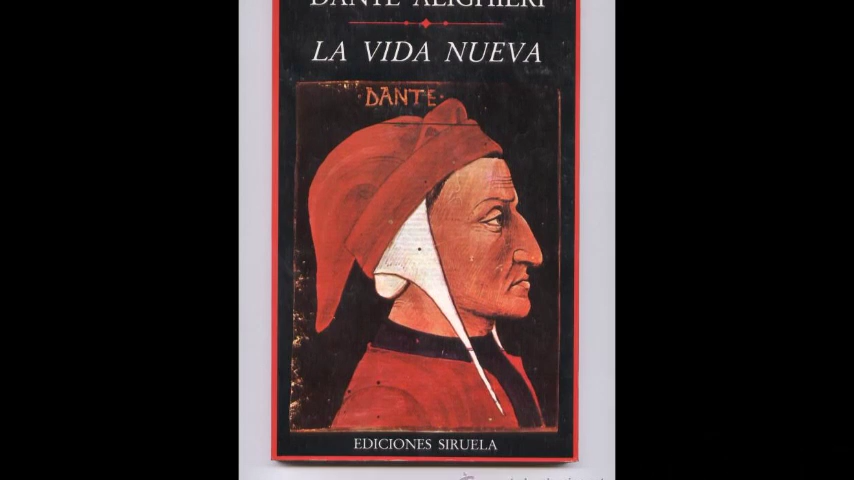 DANTE ALIGHIERI
LA VIDA NUEVA
·DANTE·
EDICIONES SIRUELA